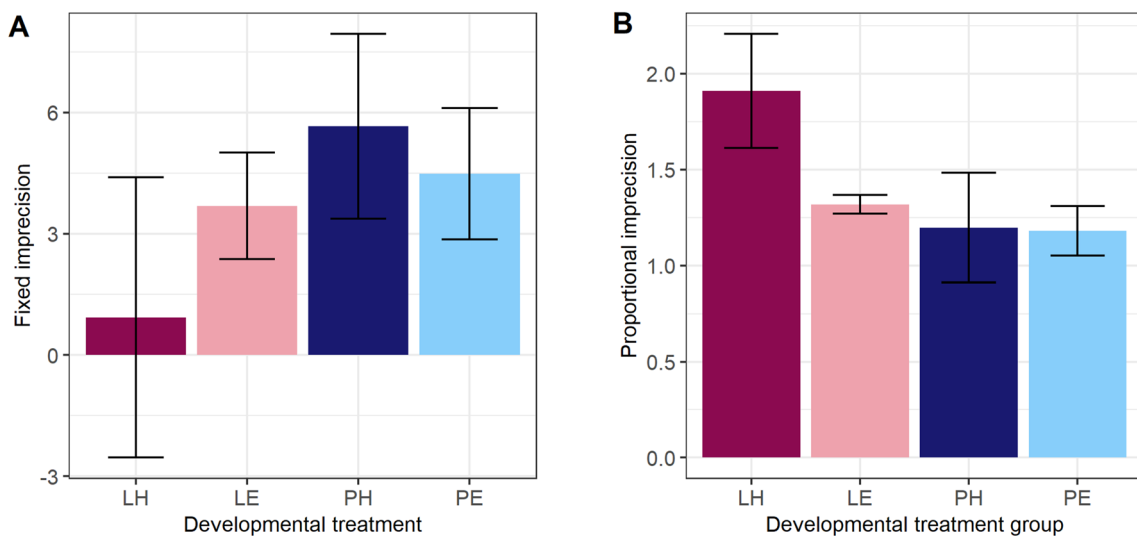 A
Fixed imprecision
6
3
0
-3
LH LE PH PE
Developmental treatment
B
Proportional imprecision
2.0
1.5
1.0
0.5
0.0
LH LE PH PE
Developmental treatment group